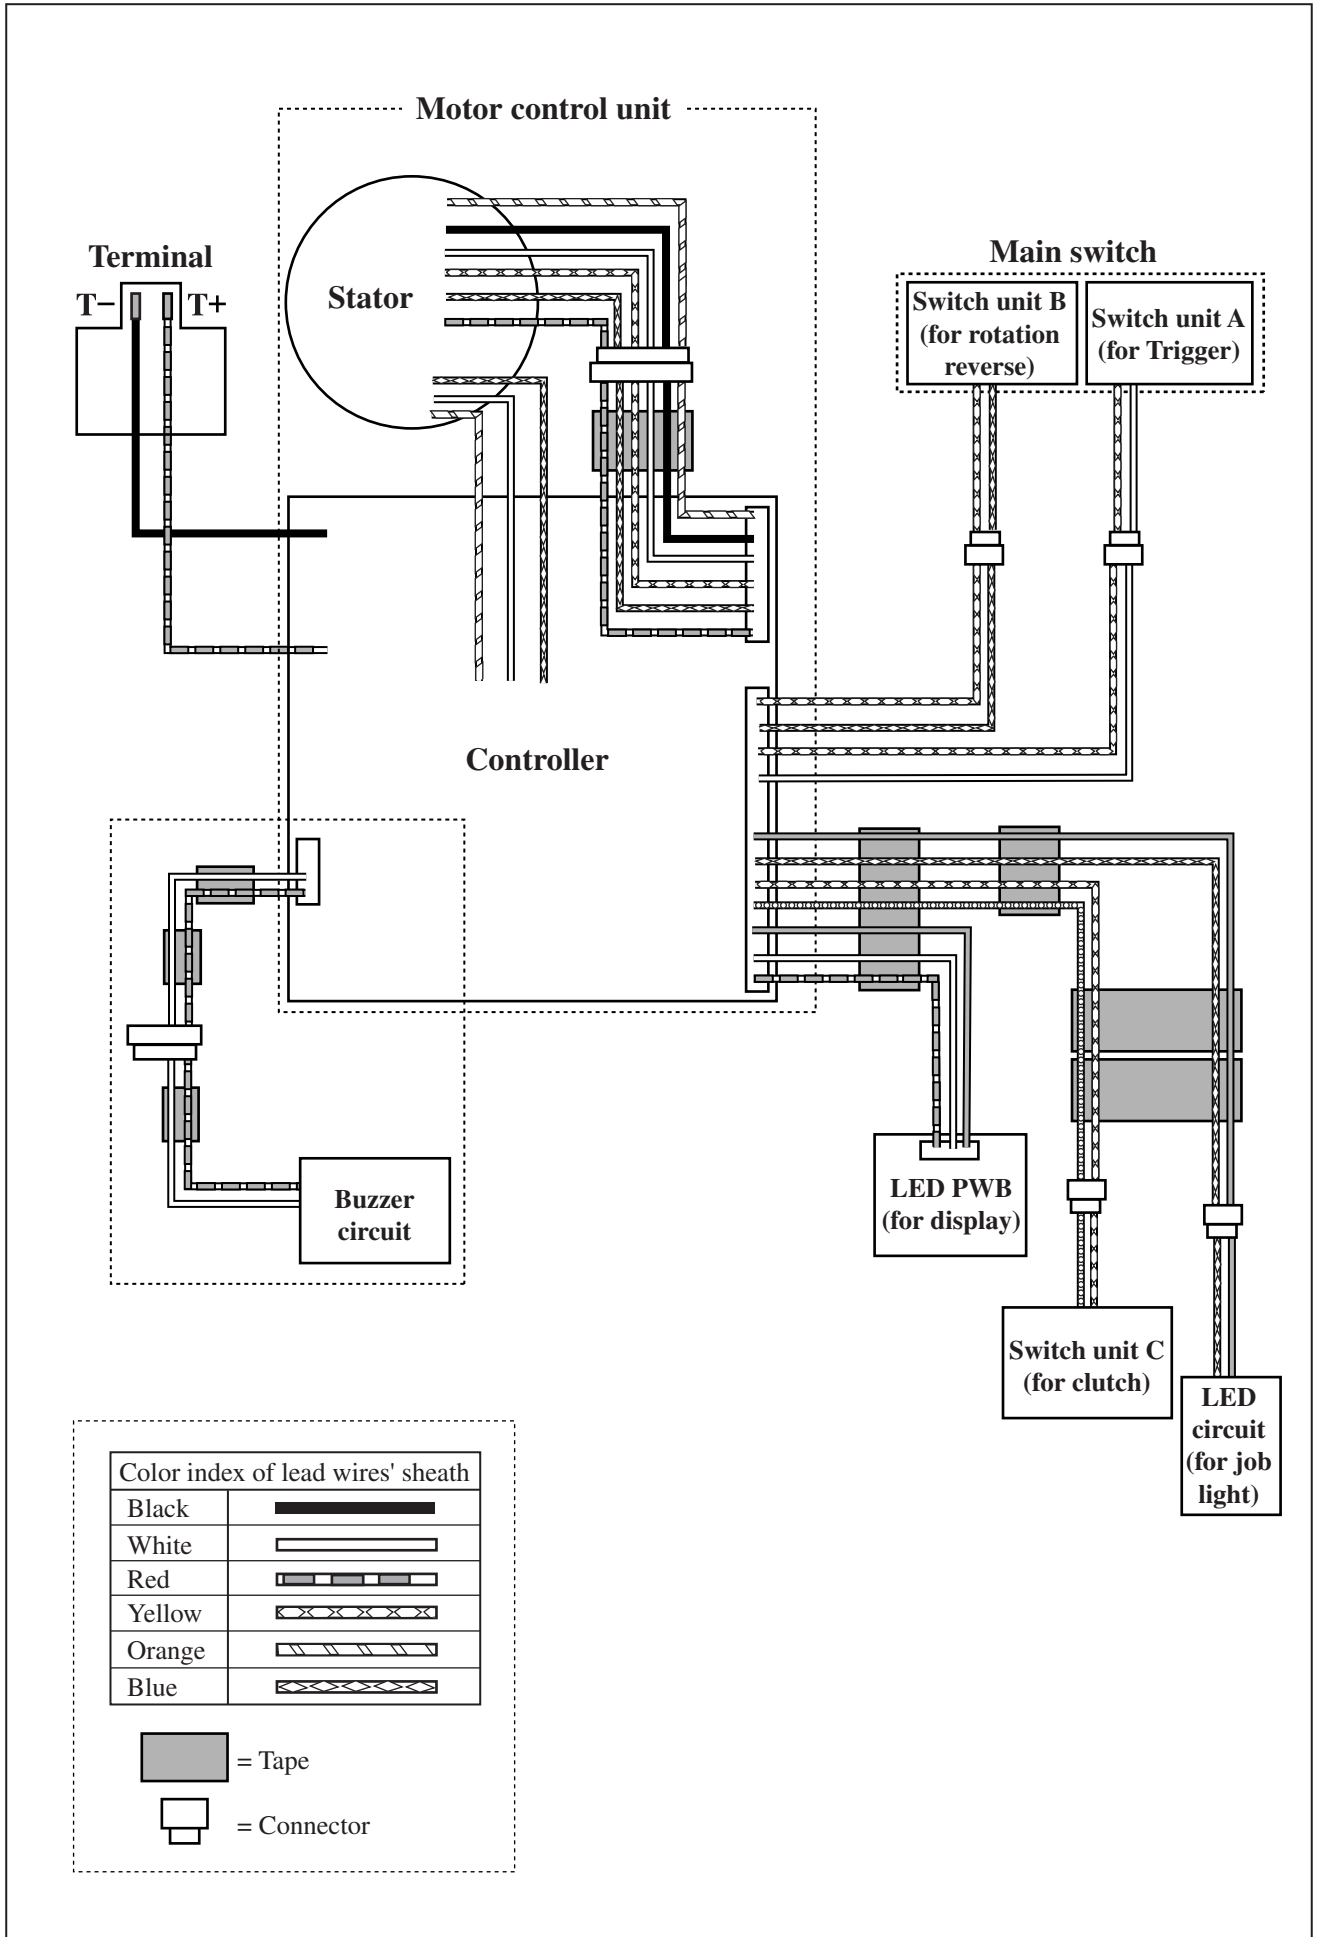 Motor control unit
Terminal
T−
T+
Stator
Main switch
Switch unit B
(for rotation
reverse)
Switch unit A
(for Trigger)
Controller
Buzzer
circuit
LED PWB
(for display)
Switch unit C
(for clutch)
LED
circuit
(for job
light)
Color index of lead wires' sheath
Black
White
Red
Yellow
Orange
Blue
= Tape
= Connector